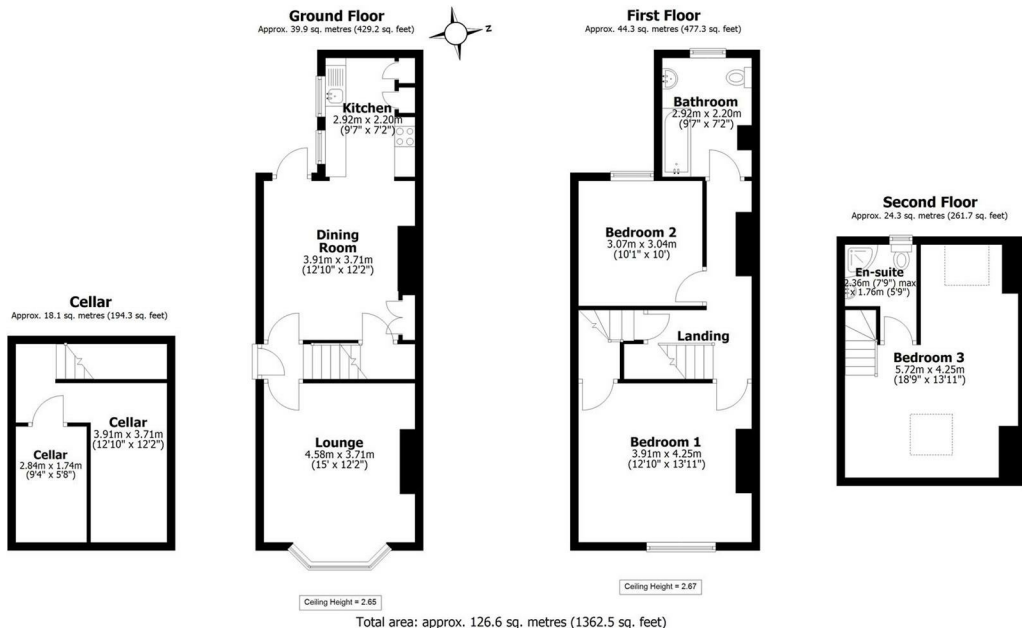 Ground Floor
Approx. 39.9 sq. metres (429.2 sq. feet)
Z
Kitchen
2.92m x 2.20m
(9'7" x 7'2")
Dining
Room
3.91m x 3.71m
(12'10" x 12'2")
Lounge
4.58m x 3.71m
(15' x 12'2")
Ceiling Height = 2.65
First Floor
Approx. 44.3 sq. metres (477.3 sq. feet)
Bathroom
2.92m x 2.20m
(9'7" x 7'2")
Bedroom 2
3.07m x 3.04m
(10'1" x 10')
Landing
Bedroom 1
3.91m x 4.25m
(12'10" x 13'11")
Ceiling Height = 2.67
Second Floor
Approx. 24.3 sq. metres (261.7 sq. feet)
En-suite
2.36m (7'9") max
x 1.76m (5'9")
Bedroom 3
5.72m x 4.25m
(18'9" x 13'11")
Cellar
Approx. 18.1 sq. metres (194.3 sq. feet)
Cellar
3.91m x 3.71m
(12'10" x 12'2")
Cellar
2.84m x 1.74m
(9'4" x 5'8")
Total area: approx. 126.6 sq. metres (1362.5 sq. feet)